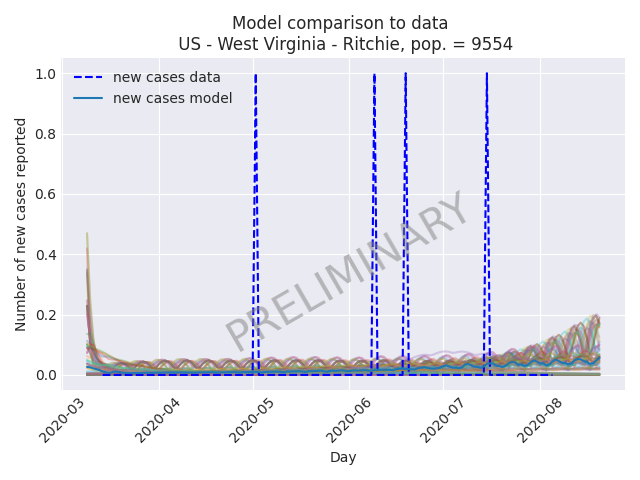 Model comparison to data
US - West Virginia - Ritchie, pop. = 9554
new cases data
new cases model
PRELIMINARY
Number of new cases reported
1.0
0.8
0.6
0.4
0.2
0.0
2020-03
2020-04
2020-05
2020-06
2020-07
2020-08
Day